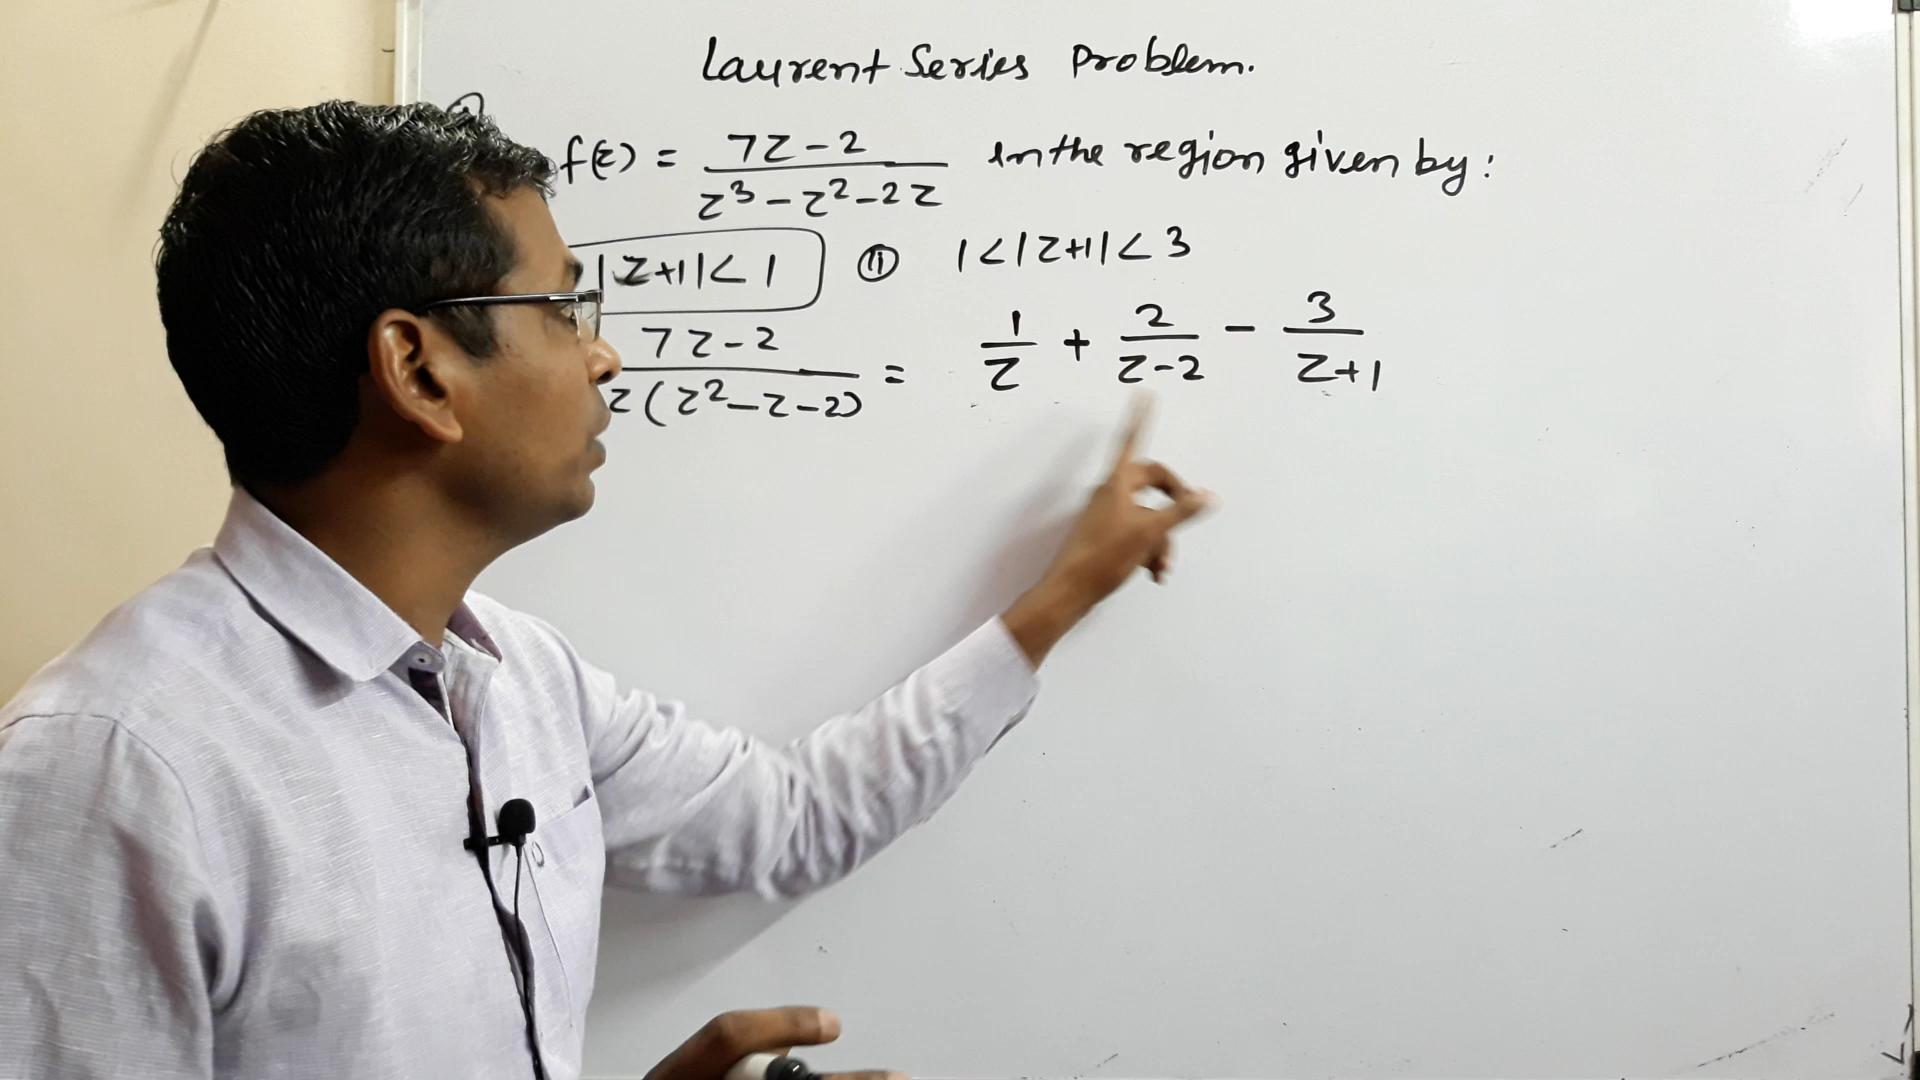 Laurent Series Problem.
f(z) = 7z-2 / z³-z²-2z in the region given by:
|z+1|<1 (ii) 1<|z+1|<3
7z-2 / z(z²-z-2) = 1/z + 2/z-2 - 3/z+1